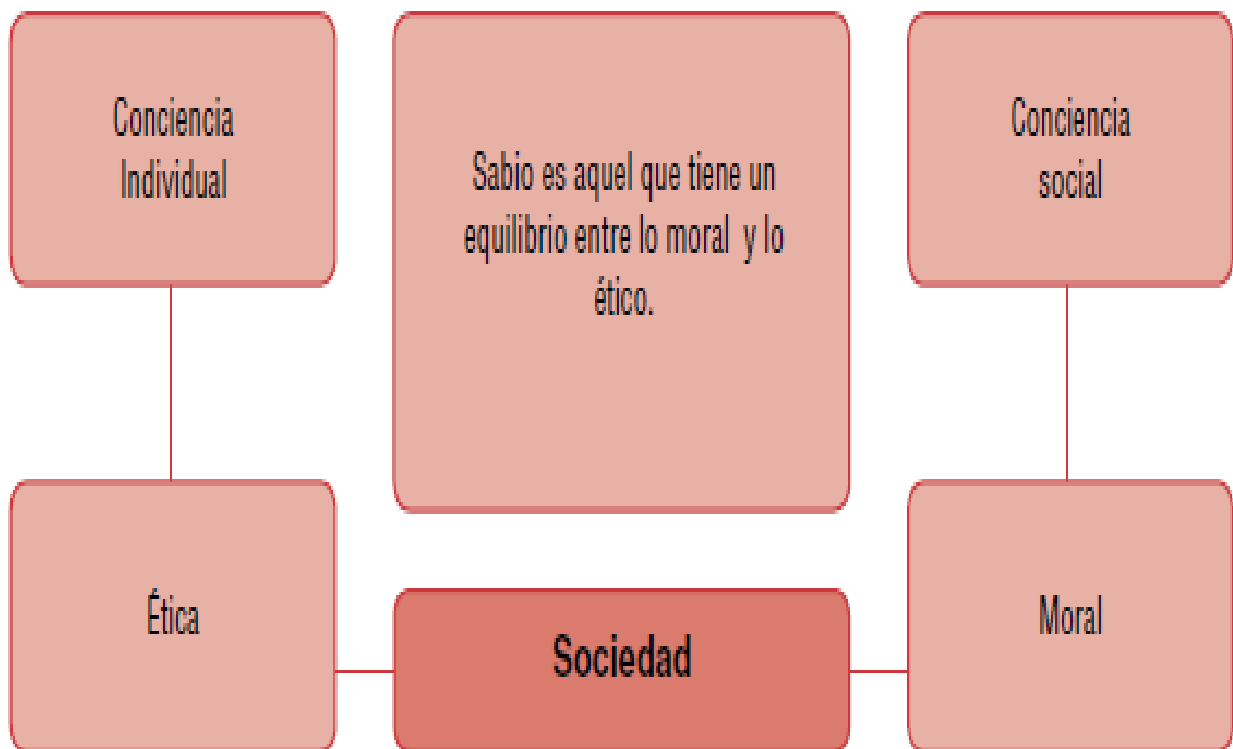 Conciencia
Individual
Sabio es aquel que tiene un
equilibrio entre lo moral y lo
ético.
Conciencia
social
Ética
Sociedad
Moral